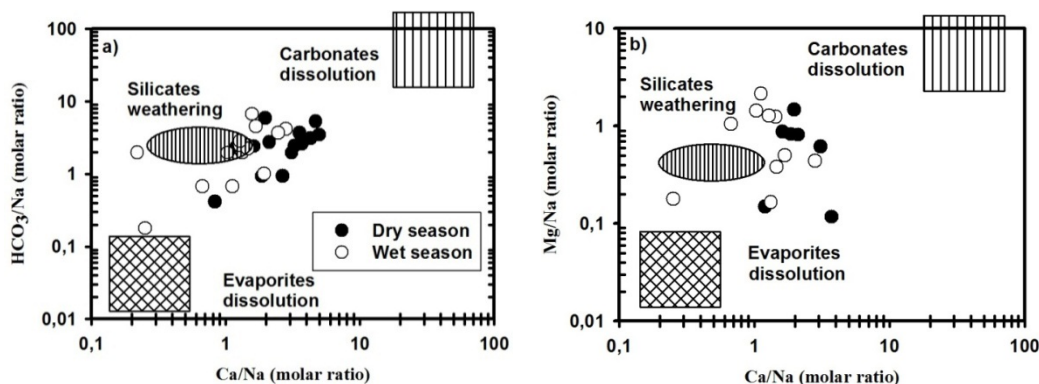 a)
HCO3/Na (molar ratio)
100
10
1
0,1
0,01
Carbonates
dissolution
Silicates
weathering
Dry season
Wet season
Evaporites
dissolution
0,1 1 10 100
Ca/Na (molar ratio)
b)
Mg/Na (molar ratio)
10
1
0,1
0,01
Carbonates
dissolution
Silicates
weathering
Evaporites
dissolution
0,1 1 10 100
Ca/Na (molar ratio)